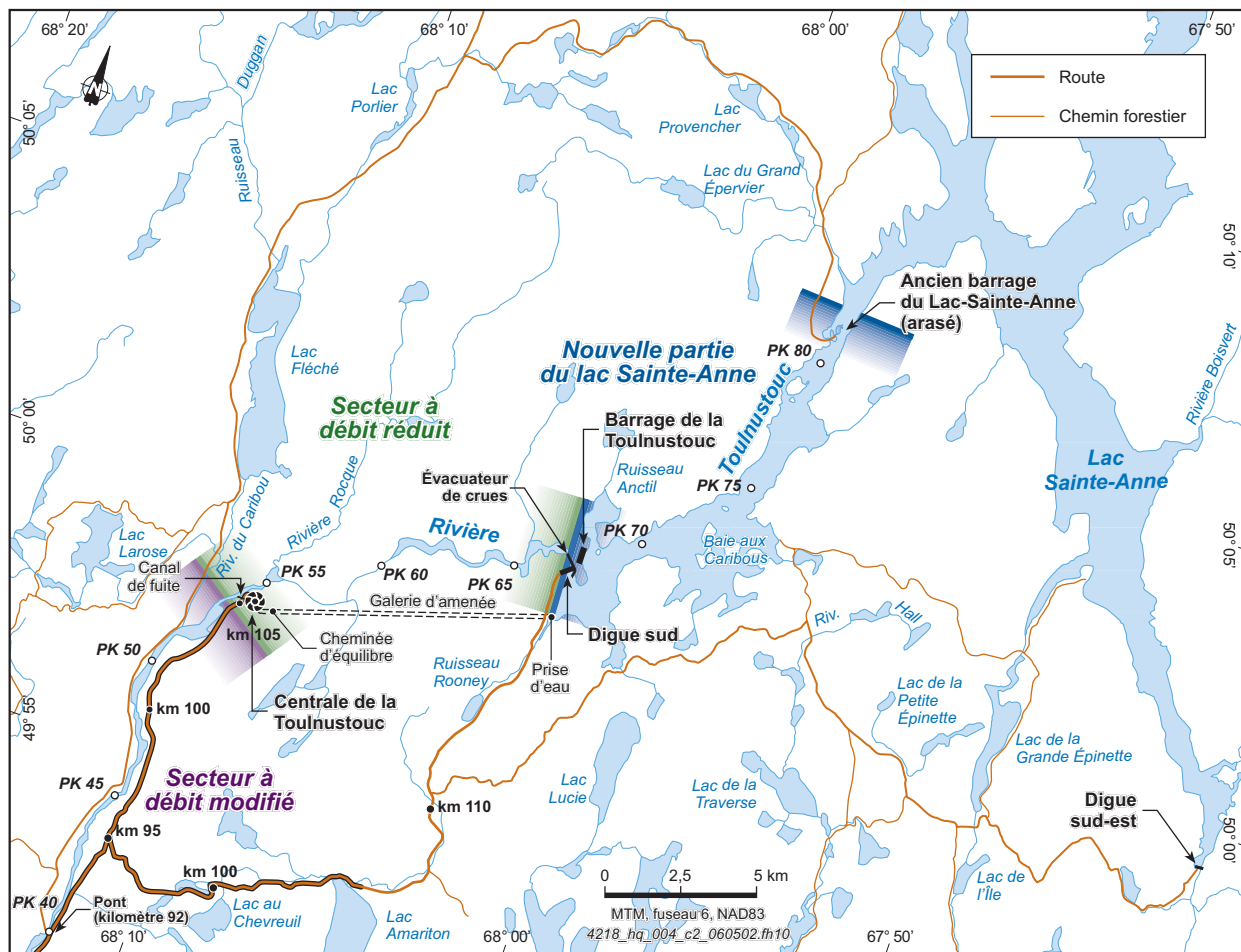 68° 20'
68° 10'
68° 00'
67° 50'
Route
Chemin forestier
N
50° 05'
50° 00'
49° 55'
50° 10'
50° 05'
50° 00'
Ruisseau
Duggan
Lac
Porlier
Lac
Provencher
Lac du Grand
Épervier
Ancien barrage
du Lac-Sainte-Anne
(arasé)
Rivière Boisvert
Lac
Fléché
Nouvelle partie
du lac Sainte-Anne
PK 80
Toulnustouc
Secteur à
débit réduit
Barrage de la
Toulnustouc
Lac
Sainte-Anne
Ruisseau
Anctil
PK 75
Évacuateur
de crues
Riv. du Caribou
Rivière Rocque
Rivière
PK 70
Baie aux
Caribous
Lac
Larose
Canal
de fuite
PK 55
PK 60
PK 65
Galerie d'amenée
km 105
Cheminée
d'équilibre
Digue sud
Riv.
Hall
PK 50
Ruisseau
Rooney
Prise
d'eau
Centrale de la
Toulnustouc
km 100
Lac de la
Petite
Épinette
Lac de la
Grande Épinette
PK 45
Secteur à
débit modifié
Lac
Lucie
Lac de la
Traverse
km 110
Digue
sud-est
km 95
km 100
0
2,5
5 km
PK 40
Pont
(kilomètre 92)
Lac au
Chevreuil
Lac
Amariton
MTM, fuseau 6, NAD83
4218_hq_004_c2_060502.fh10
Lac de
l'Île
68° 10'
68° 00'
67° 50'